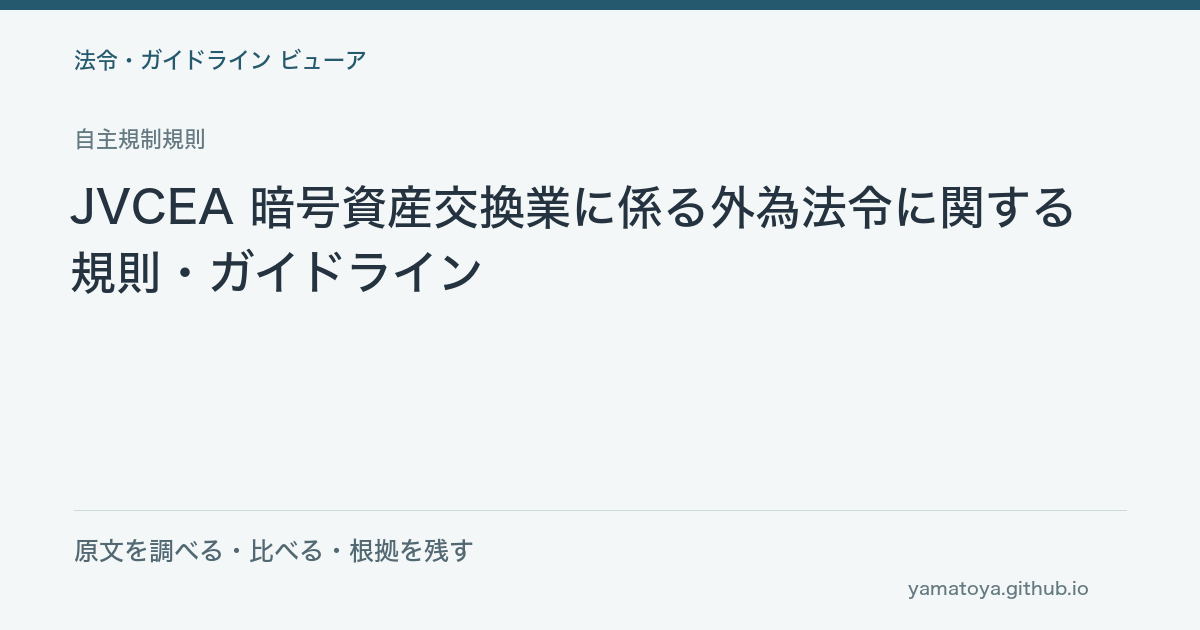 法令・ガイドライン ビューア
自主規制規則
JVCEA 暗号資産交換業に係る外為法令に関する
規則・ガイドライン
原文を調べる・比べる・根拠を残す
yamatoya.github.io